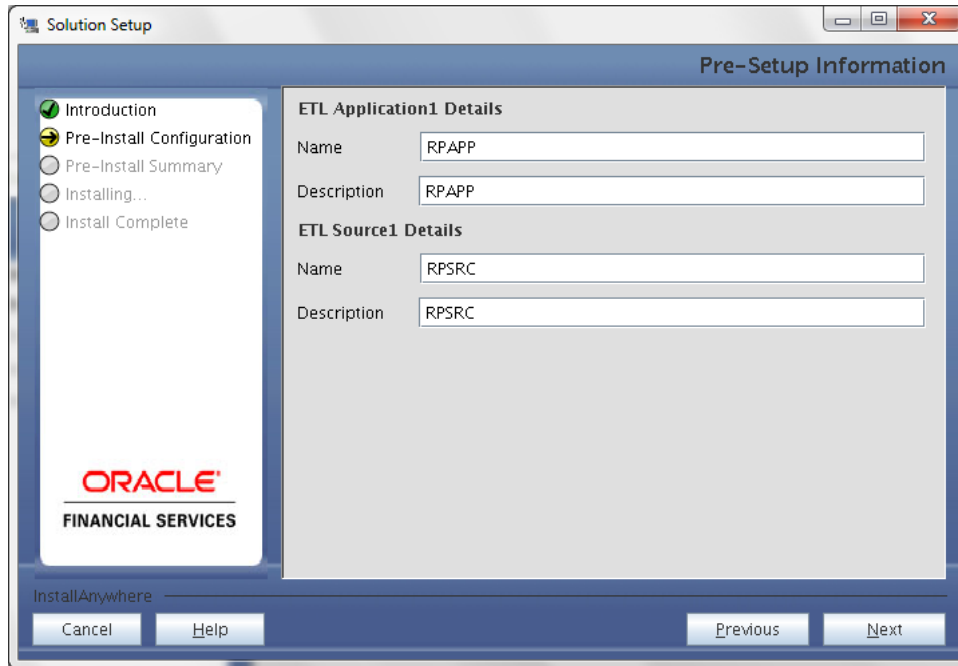 Solution Setup
Pre-Setup Information
Introduction
Pre-Install Configuration
Pre-Install Summary
Installing...
Install Complete
ORACLE
FINANCIAL SERVICES
ETL Application1 Details
Name RPAPP
Description RPAPP
ETL Source1 Details
Name RPSRC
Description RPSRC
InstallAnywhere
Cancel Help Previous Next